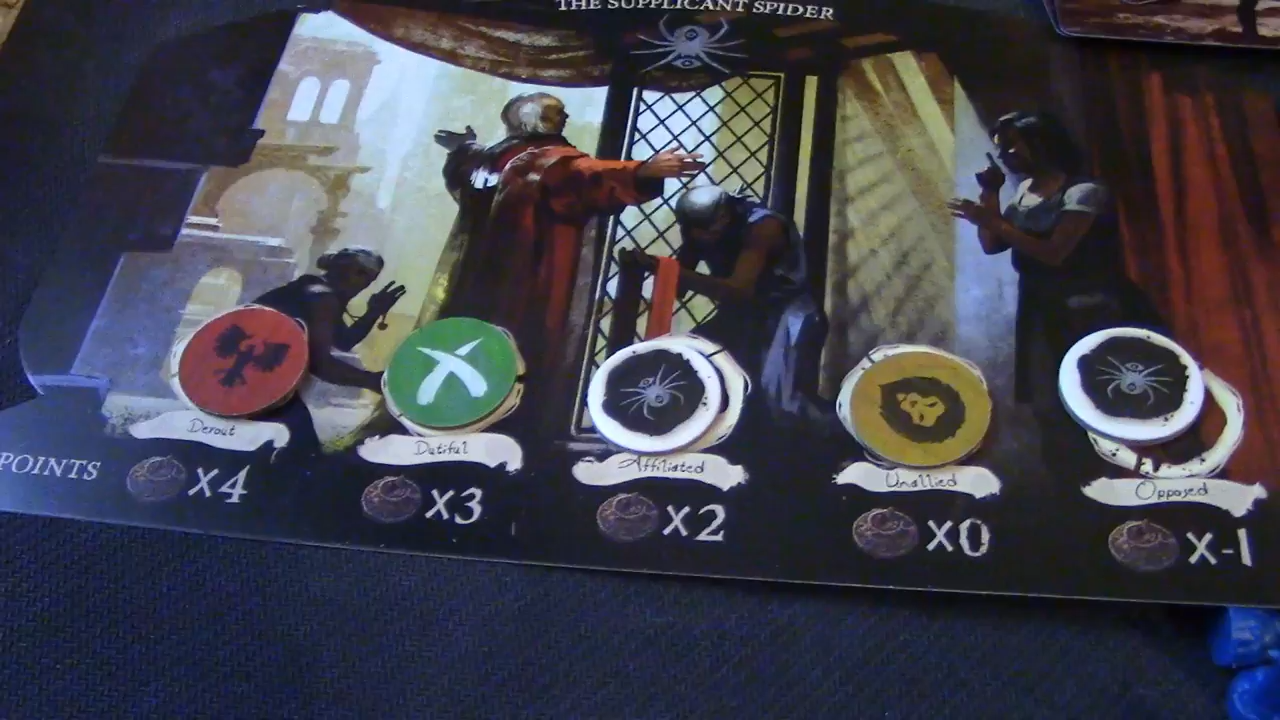 THE SUPPLICANT SPIDER
Devout
Dutiful
Affiliated
Unallied
Opposed
POINTS
X4
X3
X2
X0
X-1